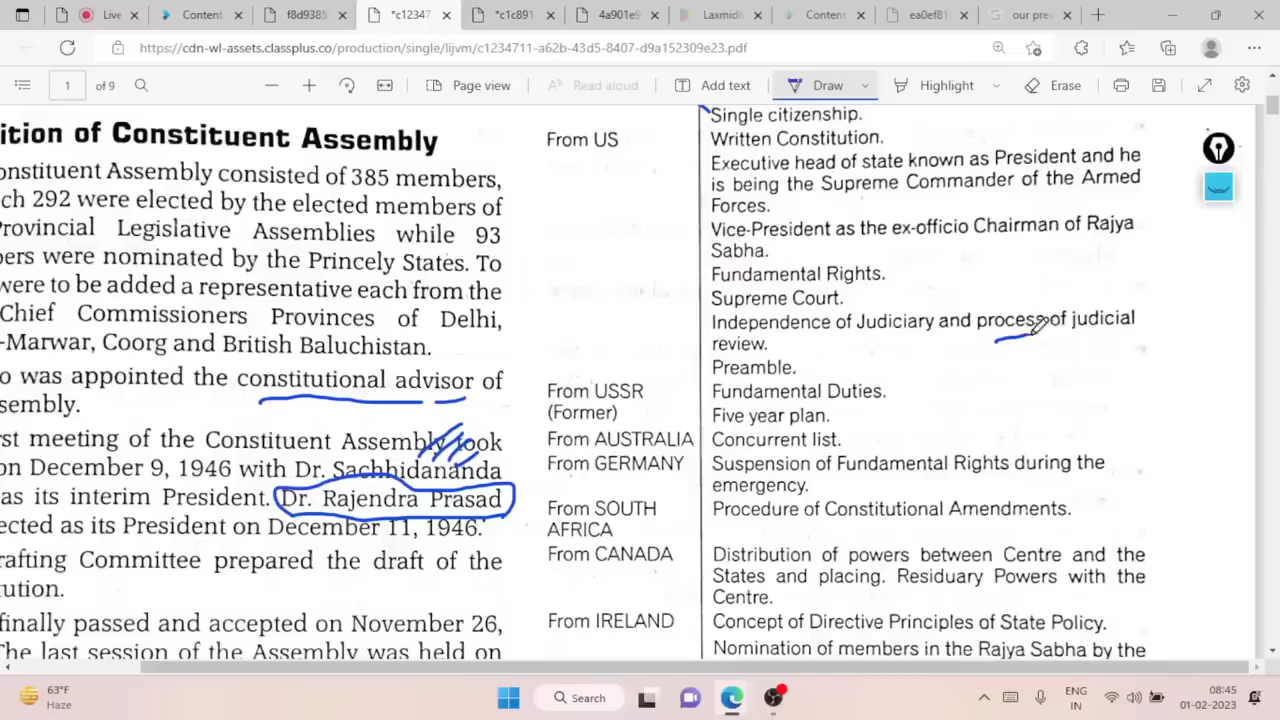 Live
Content
f8d9385
*c12347
*c1c891
4a901e9
Laxmid
Content
ea0ef81
our pre
https://cdn-wl-assets.classplus.co/production/single/lijvm/c1234711-a62b-43d5-8407-d9a152309e23.pdf
1 of 9
Page view
Read aloud
Add text
Draw
Highlight
Erase
ition of Constituent Assembly
onstituent Assembly consisted of 385 members,
ch 292 were elected by the elected members of
Provincial Legislative Assemblies while 93
bers were nominated by the Princely States. To
were to be added a representative each from the
Chief Commissioners Provinces of Delhi,
-Marwar, Coorg and British Baluchistan.
o was appointed the constitutional advisor of
sembly.
rst meeting of the Constituent Assembly took
on December 9, 1946 with Dr. Sachhidananda
as its interim President. Dr. Rajendra Prasad
ected as its President on December 11, 1946.
rafting Committee prepared the draft of the
tution.
finally passed and accepted on November 26,
The last session of the Assembly was held on
Single citizenship.
From US
Written Constitution.
Executive head of state known as President and he
is being the Supreme Commander of the Armed
Forces.
Vice-President as the ex-officio Chairman of Rajya
Sabha.
Fundamental Rights.
Supreme Court.
Independence of Judiciary and process of judicial
review.
Preamble.
From USSR
(Former)
Fundamental Duties.
Five year plan.
From AUSTRALIA
Concurrent list.
From GERMANY
Suspension of Fundamental Rights during the
emergency.
From SOUTH
AFRICA
Procedure of Constitutional Amendments.
From CANADA
Distribution of powers between Centre and the
States and placing. Residuary Powers with the
Centre.
From IRELAND
Concept of Directive Principles of State Policy.
Nomination of members in the Rajya Sabha by the
63°F
Haze
Search
ENG
IN
08:45
01-02-2023